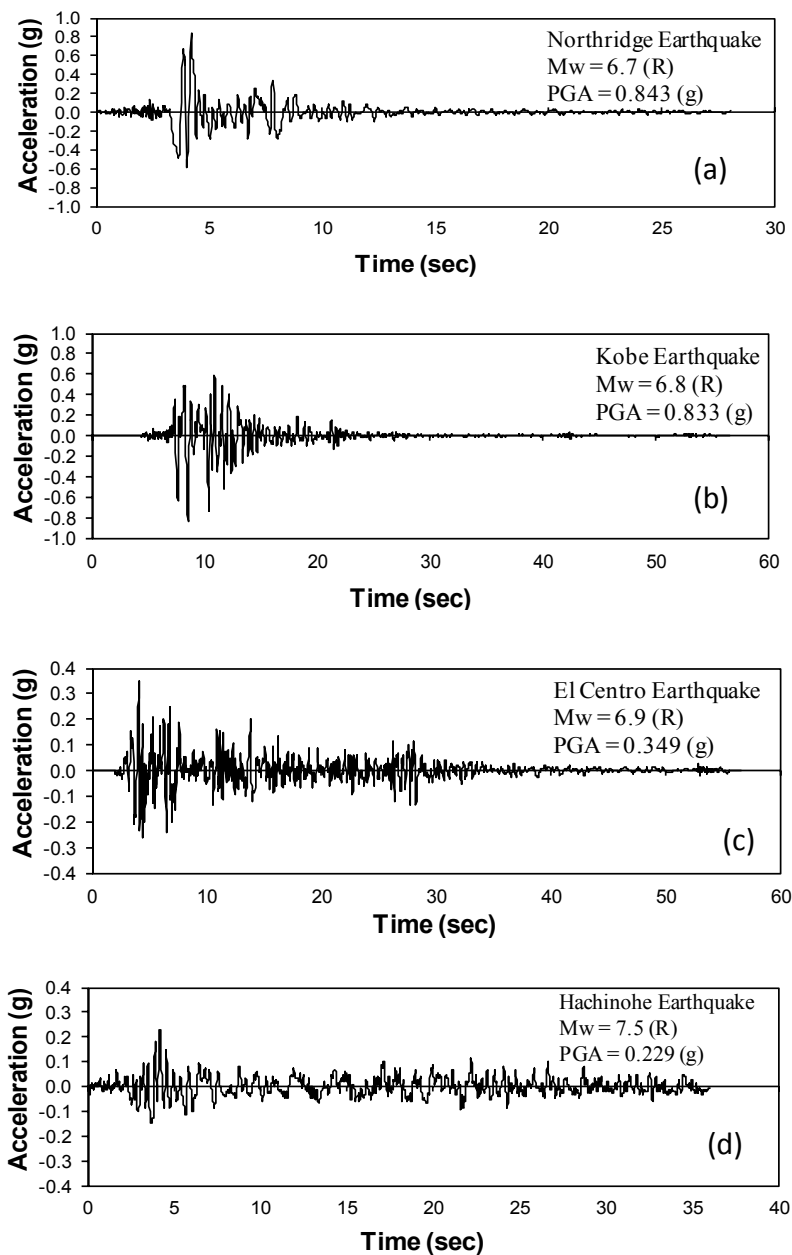 Acceleration (g)
1.0
0.8
0.6
0.4
0.2
0.0
-0.2
-0.4
-0.6
-0.8
-1.0
Northridge Earthquake
Mw = 6.7 (R)
PGA = 0.843 (g)
(a)
0 5 10 15 20 25 30
Time (sec)
Acceleration (g)
1.0
0.8
0.6
0.4
0.2
0.0
-0.2
-0.4
-0.6
-0.8
-1.0
Kobe Earthquake
Mw = 6.8 (R)
PGA = 0.833 (g)
(b)
0 10 20 30 40 50 60
Time (sec)
Acceleration (g)
0.4
0.3
0.2
0.1
0.0
-0.1
-0.2
-0.3
-0.4
El Centro Earthquake
Mw = 6.9 (R)
PGA = 0.349 (g)
(c)
0 10 20 30 40 50 60
Time (sec)
Acceleration (g)
0.4
0.3
0.2
0.1
0.0
-0.1
-0.2
-0.3
-0.4
Hachinohe Earthquake
Mw = 7.5 (R)
PGA = 0.229 (g)
(d)
0 5 10 15 20 25 30 35 40
Time (sec)